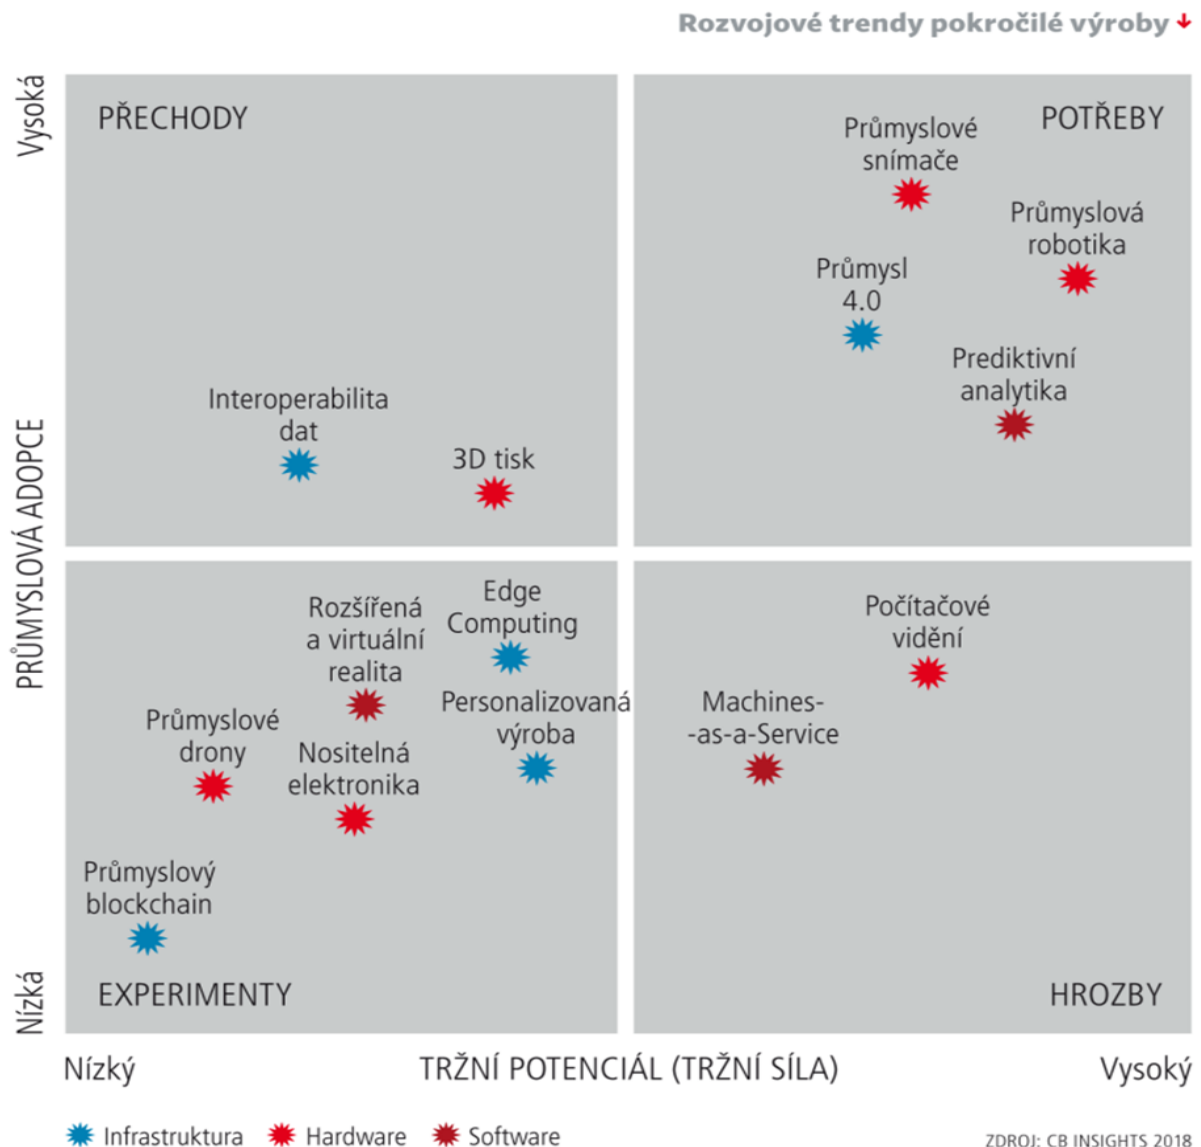 Rozvojové trendy pokročilé výroby
Vysoká
PŘECHODY
POTŘEBY
Průmyslové
snímače
Průmyslová
robotika
Průmysl
4.0
Prediktivní
analytika
Interoperabilita
dat
3D tisk
PRŮMYSLOVÁ ADOPCE
Edge
Computing
Rozšířená
a virtuální
realita
Personalizovaná
výroba
Průmyslové
drony
Nositelná
elektronika
Průmyslový
blockchain
EXPERIMENTY
Počítačové
vidění
Machines-
-as-a-Service
HROZBY
Nízká
Nízký
TRŽNÍ POTENCIÁL (TRŽNÍ SÍLA)
Vysoký
Infrastruktura
Hardware
Software
ZDROJ: CB INSIGHTS 2018